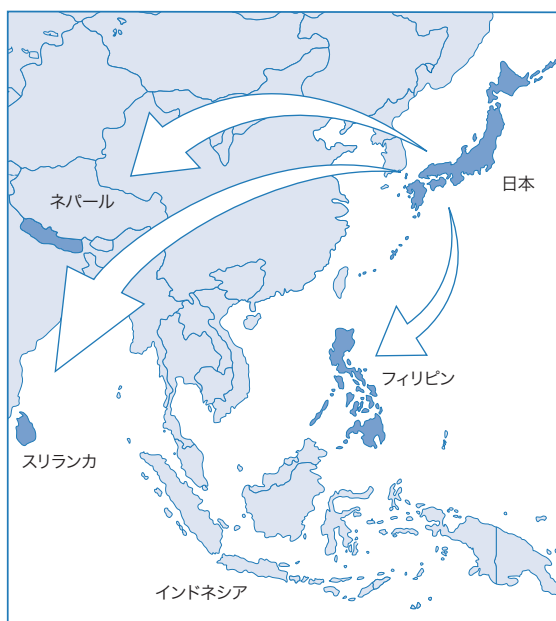 日本
ネパール
フィリピン
スリランカ
インドネシア